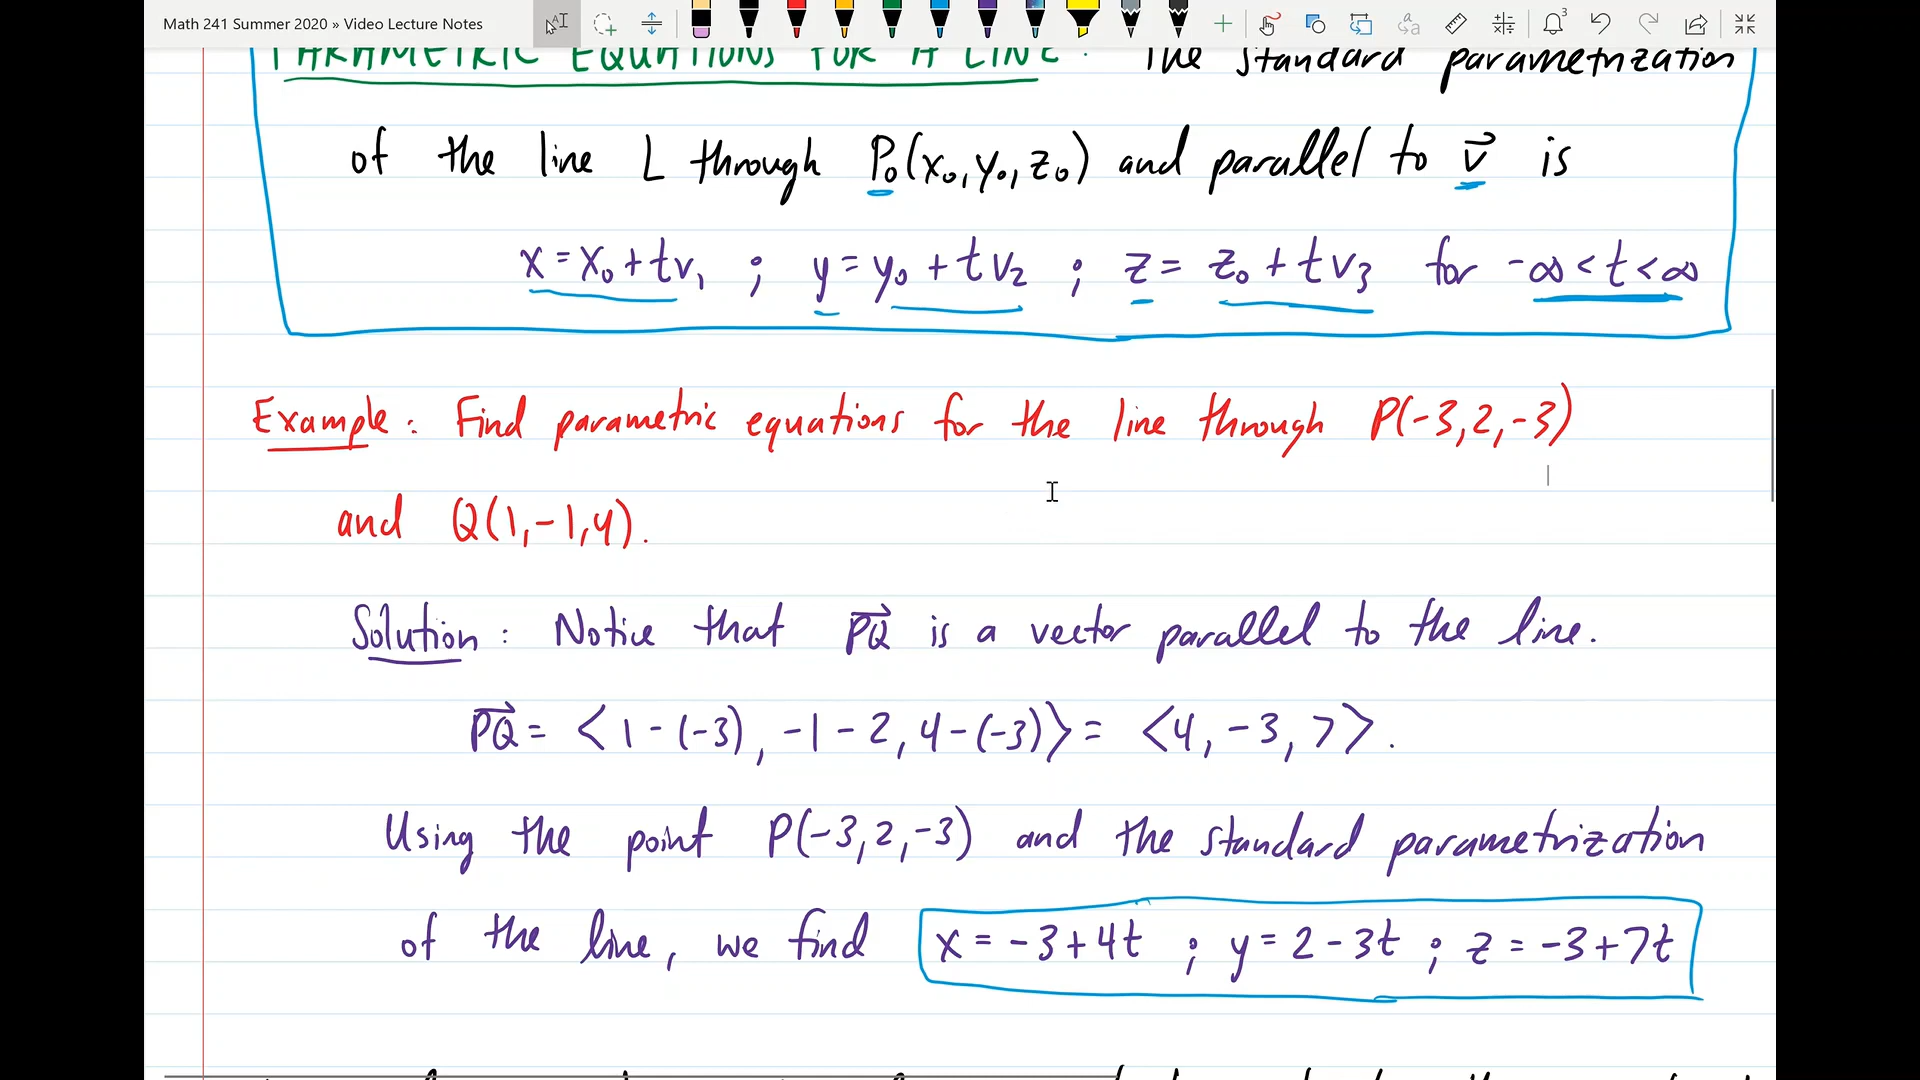 Math 241 Summer 2020 » Video Lecture Notes
PARAMETRIC EQUATIONS FOR A LINE: The standard parametrization
of the line L through P₀(x₀, y₀, z₀) and parallel to v⃗ is
x = x₀ + tv₁ ; y = y₀ + tv₂ ; z = z₀ + tv₃ for -∞ < t < ∞
Example: Find parametric equations for the line through P(-3, 2, -3)
and Q(1, -1, 4).
Solution: Notice that P͞Q⃗ is a vector parallel to the line.
P͞Q⃗ = <1-(-3), -1-2, 4-(-3)> = <4, -3, 7>.
Using the point P(-3, 2, -3) and the standard parametrization
of the line, we find x = -3+4t ; y = 2-3t ; z = -3+7t